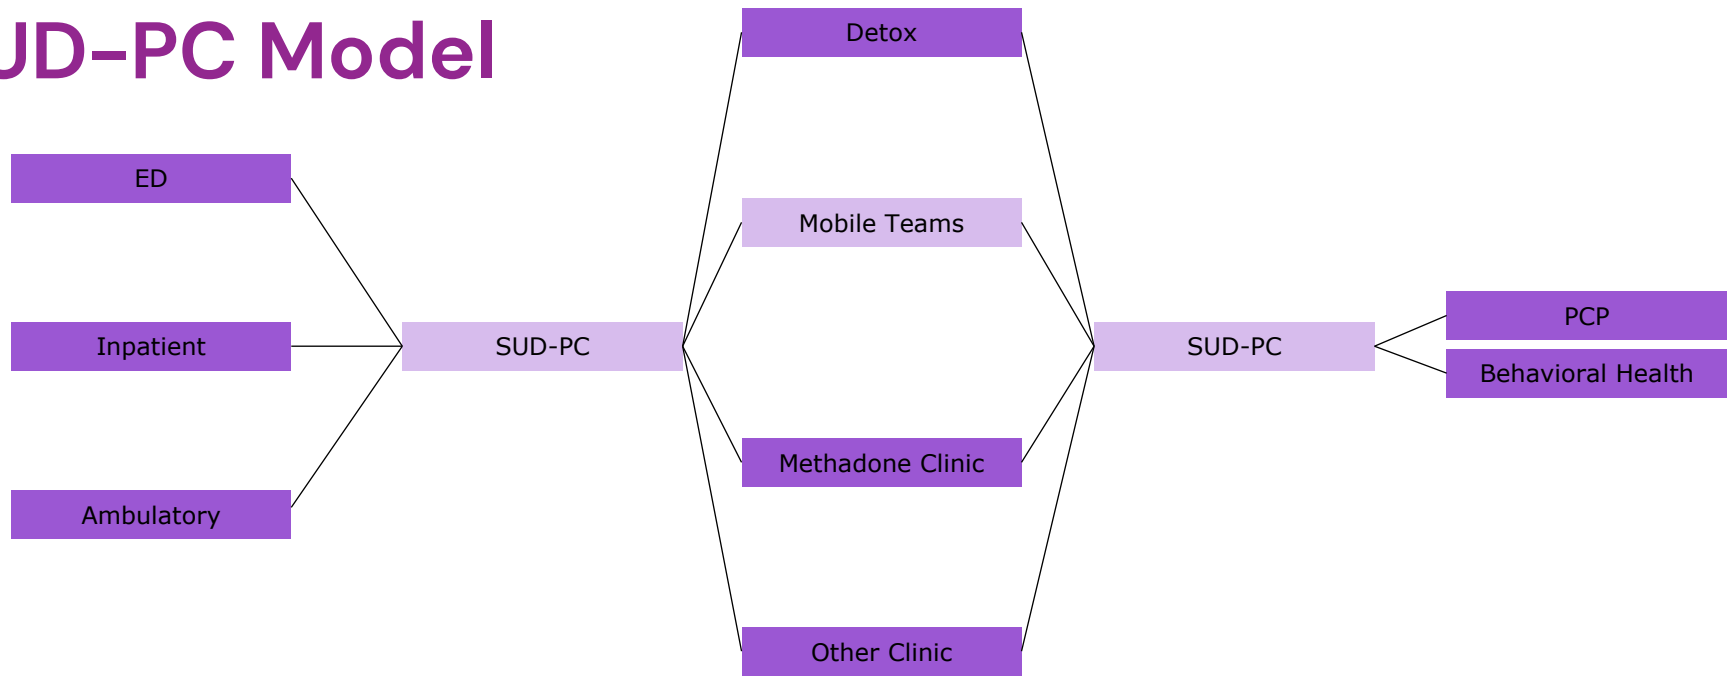 UD-PC Model
ED
Inpatient
Ambulatory
SUD-PC
Detox
Mobile Teams
Methadone Clinic
Other Clinic
SUD-PC
PCP
Behavioral Health